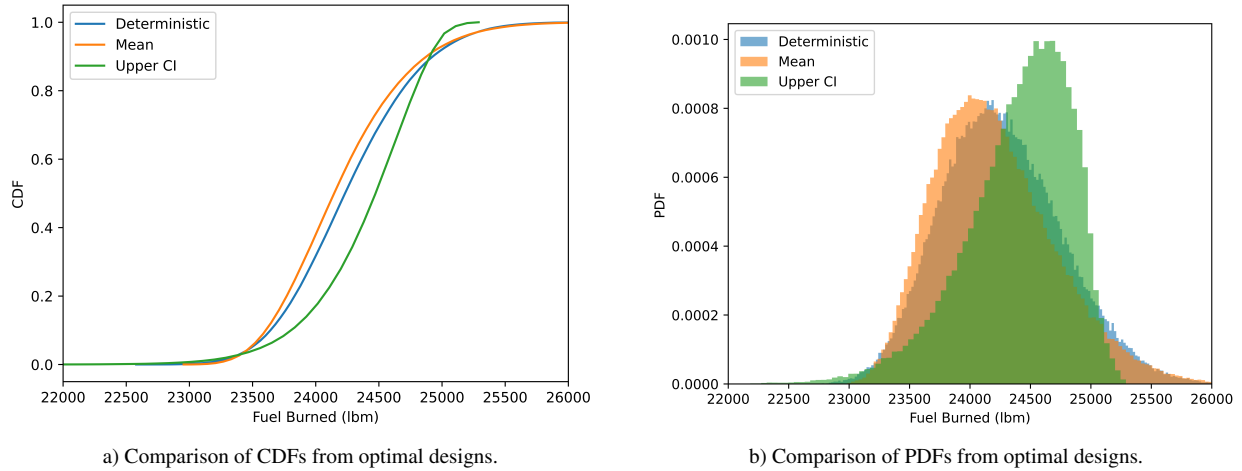 1.0
0.8
0.6
0.4
0.2
0.0
CDF
Deterministic
Mean
Upper CI
22000 22500 23000 23500 24000 24500 25000 25500 26000
Fuel Burned (lbm)
a) Comparison of CDFs from optimal designs.
0.0010
0.0008
0.0006
0.0004
0.0002
0.0000
PDF
Deterministic
Mean
Upper CI
22000 22500 23000 23500 24000 24500 25000 25500 26000
Fuel Burned (lbm)
b) Comparison of PDFs from optimal designs.